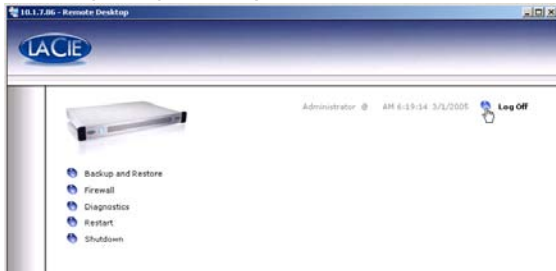 10.1.7.86 - Remote Desktop
LACIE
Administrator @ AM 6:19:14 3/1/2005 Log Off
Backup and Restore
Firewall
Diagnostics
Restart
Shutdown